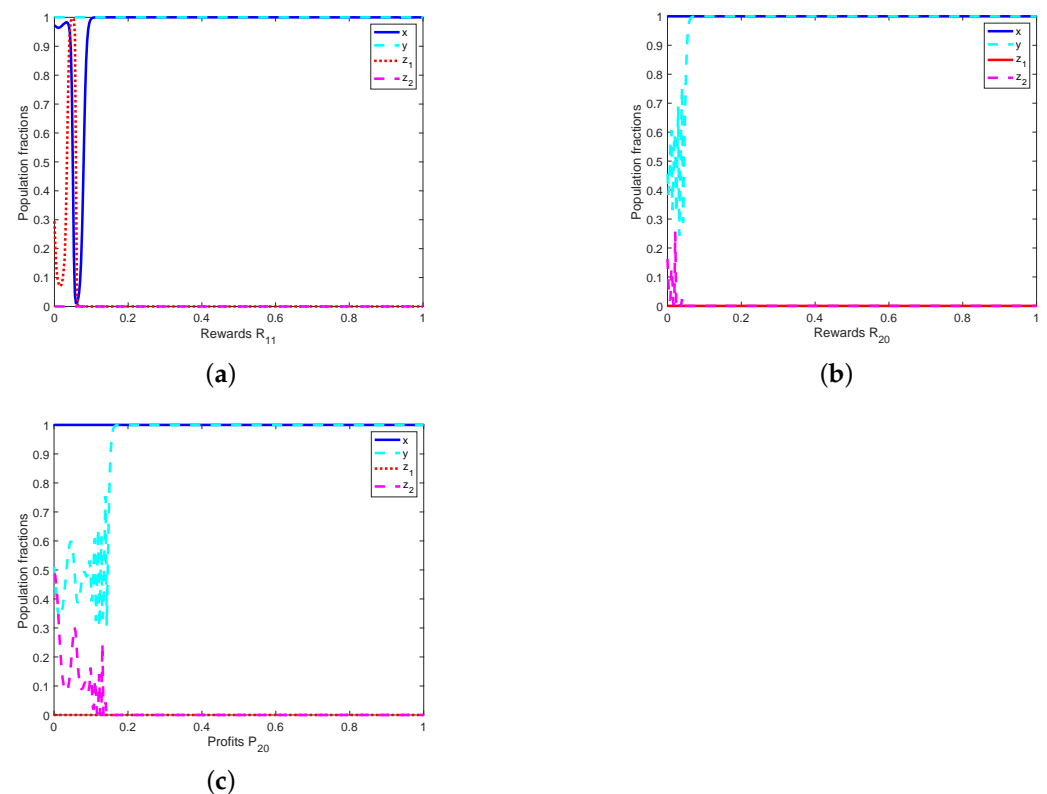 1
0.9
0.8
0.7
0.6
0.5
0.4
0.3
0.2
0.1
0
Population fractions
x
y
z1
z2
0 0.2 0.4 0.6 0.8 1
Rewards R11
(a)
1
0.9
0.8
0.7
0.6
0.5
0.4
0.3
0.2
0.1
0
Population fractions
x
y
z1
z2
0 0.2 0.4 0.6 0.8 1
Rewards R20
(b)
1
0.9
0.8
0.7
0.6
0.5
0.4
0.3
0.2
0.1
0
Population fractions
x
y
z1
z2
0 0.2 0.4 0.6 0.8 1
Profits P20
(c)